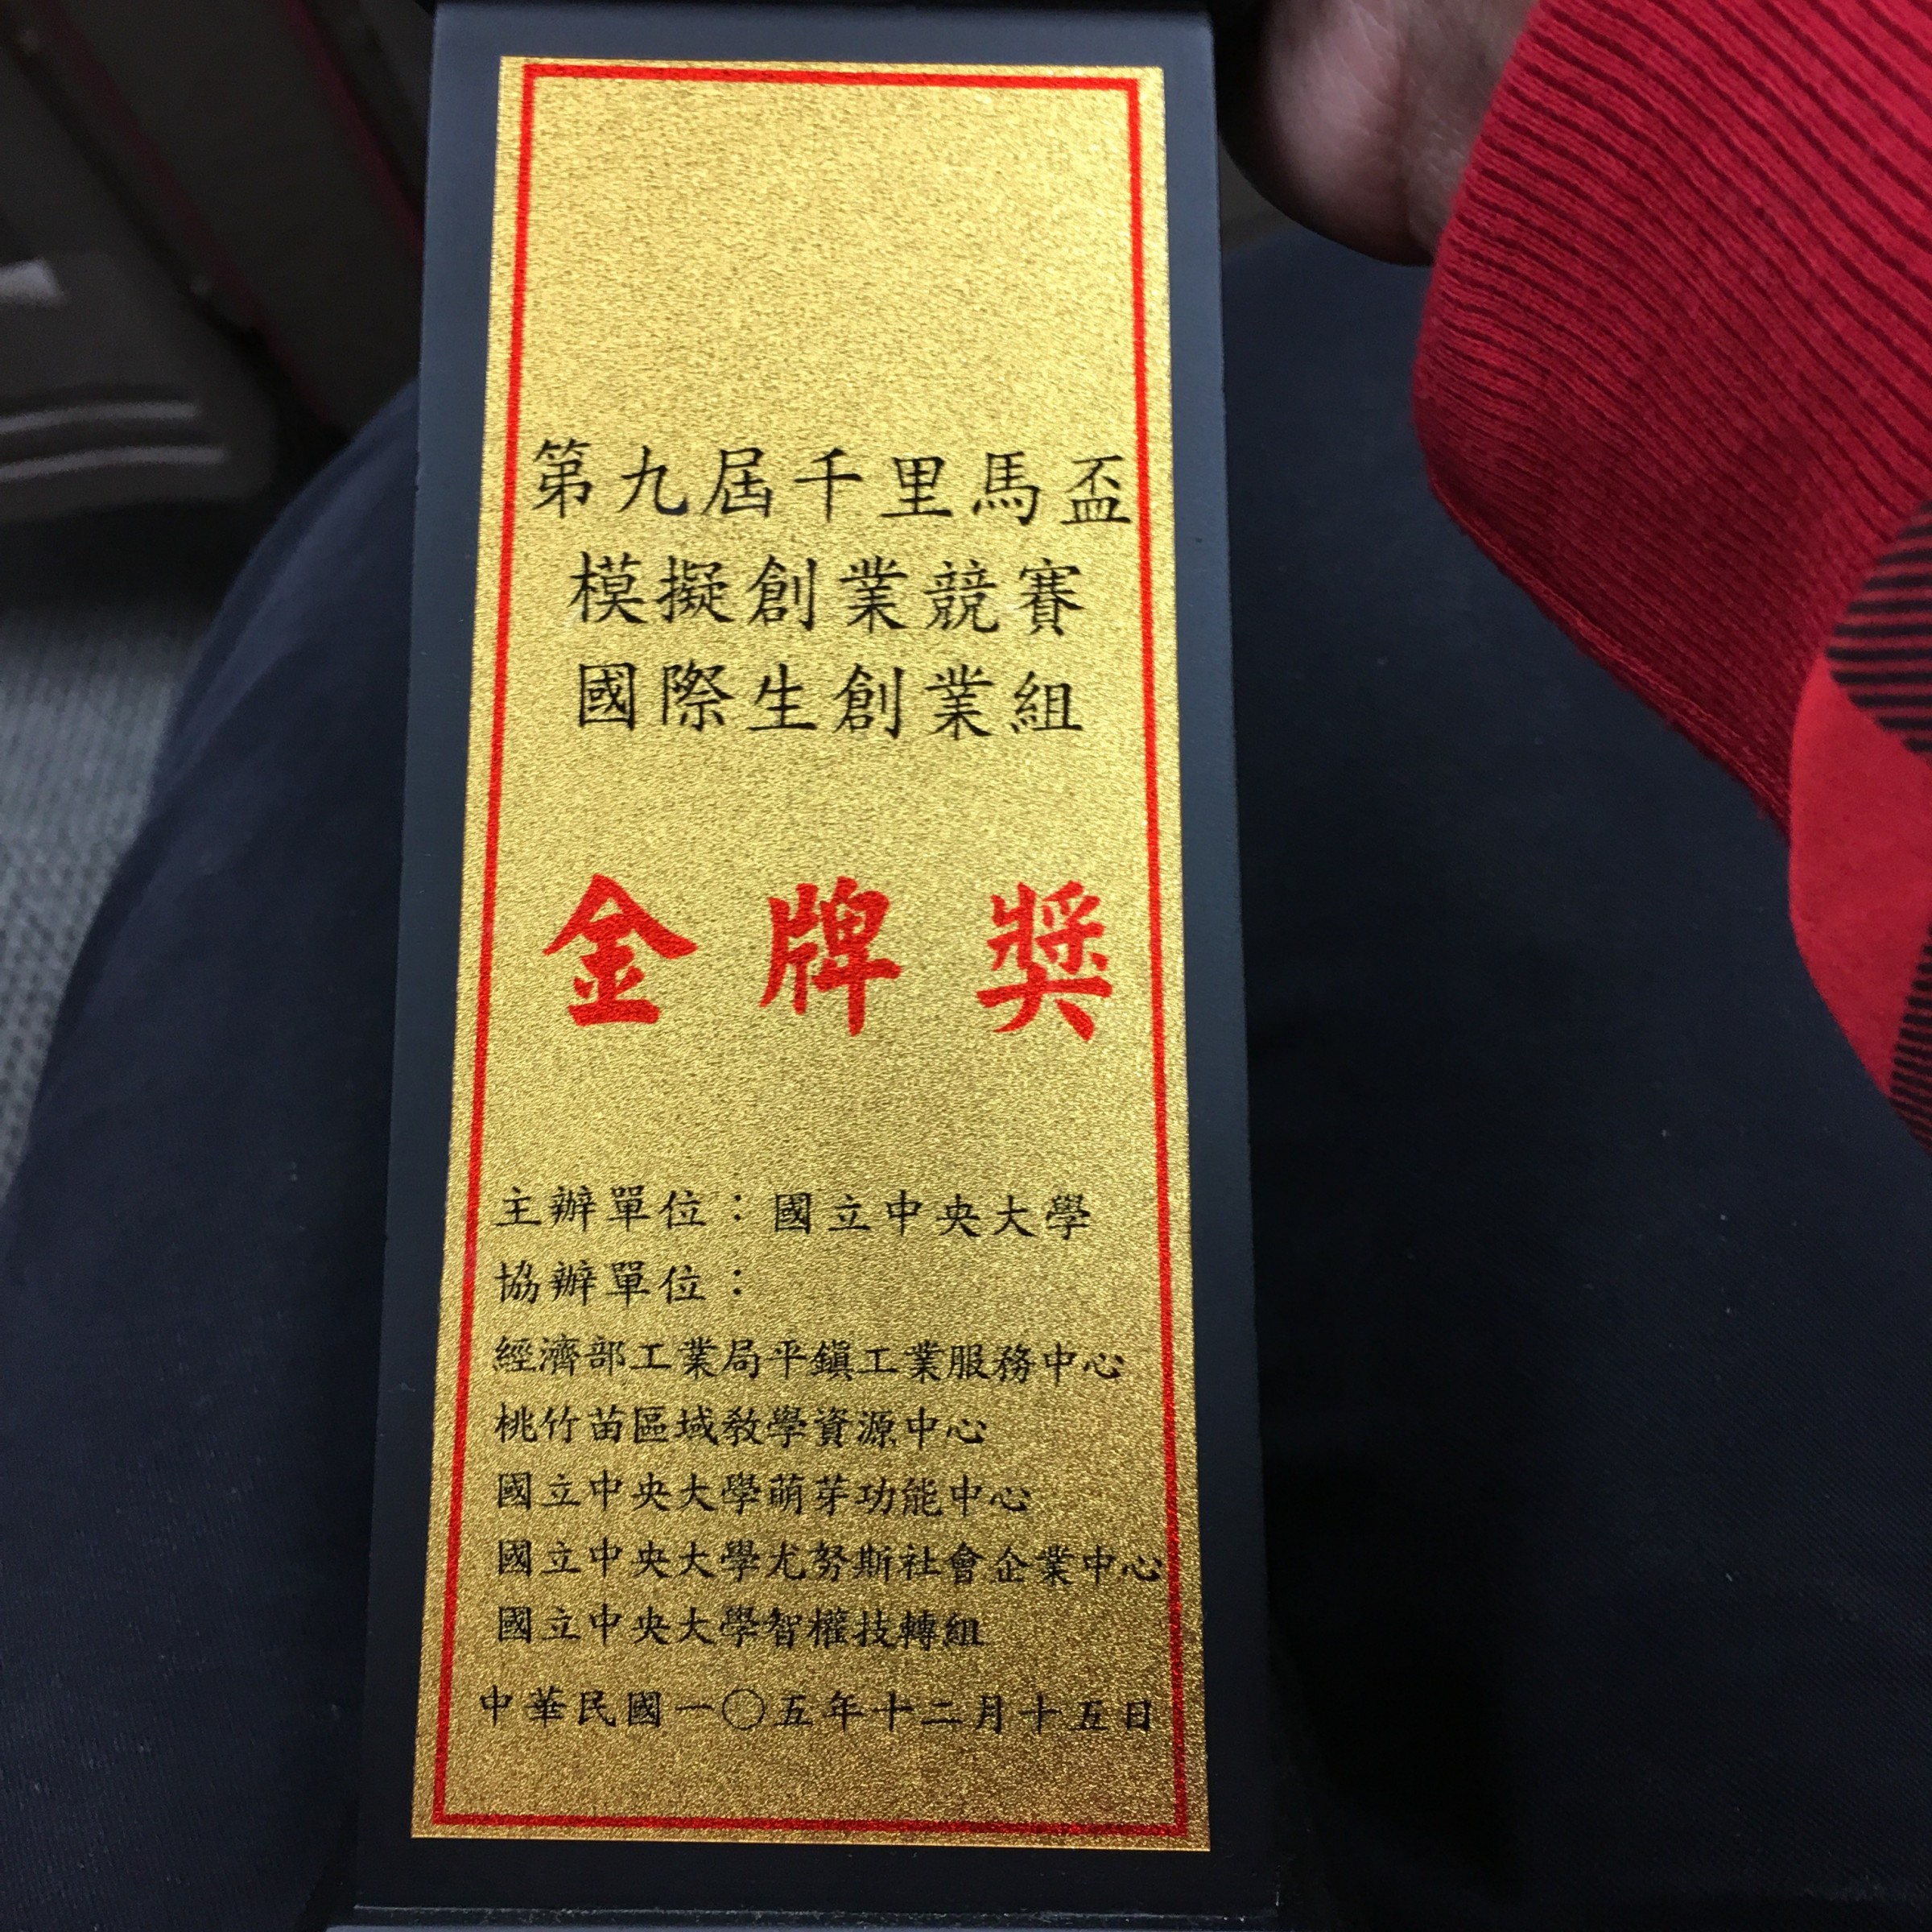 第九屆千里馬盃
模擬創業競賽
國際生創業組
金牌獎
主辦單位：國立中央大學
協辦單位：
經濟部工業局平鎮工業服務中心
桃竹苗區域教學資源中心
國立中央大學萌芽功能中心
國立中央大學尤努斯社會企業中心
國立中央大學智權技轉組
中華民國一〇五年十二月十五日